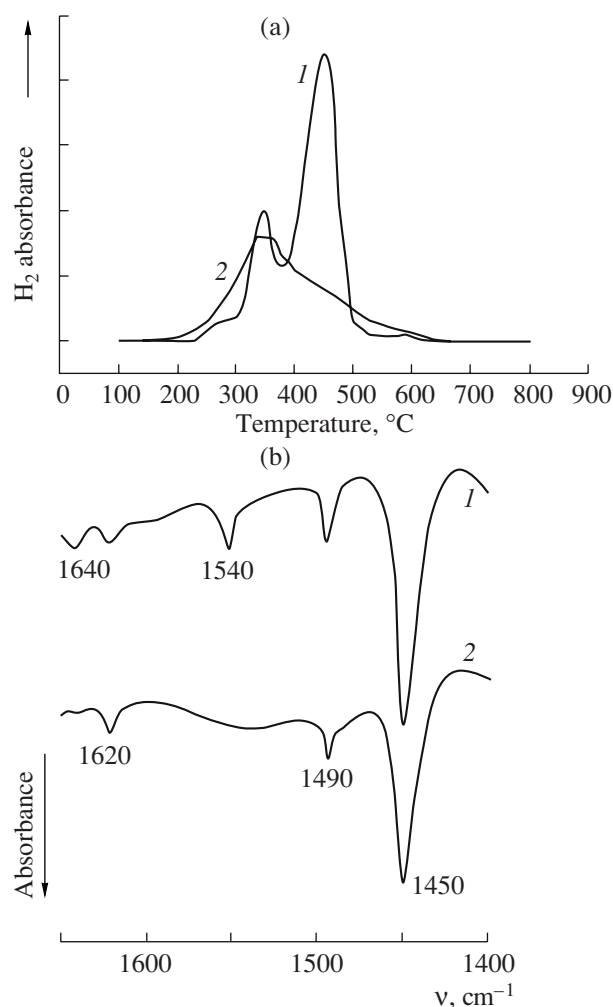 (a)
H₂ absorbance
1
2
0 100 200 300 400 500 600 700 800 900
Temperature, °C
(b)
1
1640
1540
2
1620
1490
1450
Absorbance
1600 1500 1400
ν, cm⁻¹